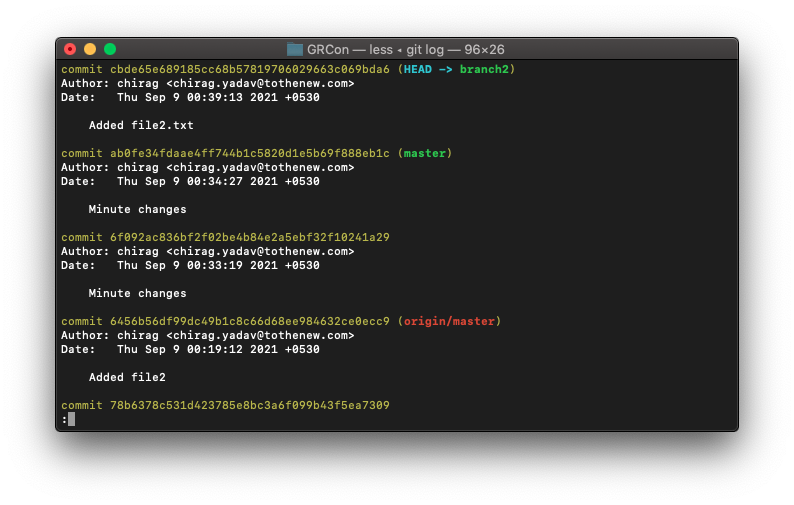 GRCon — less ◂ git log — 96×26
commit cbde65e689185cc68b57819706029663c069bda6 (HEAD -> branch2)
Author: chirag <chirag.yadav@tothenew.com>
Date:   Thu Sep 9 00:39:13 2021 +0530
Added file2.txt
commit ab0fe34fdaae4ff744b1c5820d1e5b69f888eb1c (master)
Author: chirag <chirag.yadav@tothenew.com>
Date:   Thu Sep 9 00:34:27 2021 +0530
Minute changes
commit 6f092ac836bf2f02be4b84e2a5ebf32f10241a29
Author: chirag <chirag.yadav@tothenew.com>
Date:   Thu Sep 9 00:33:19 2021 +0530
Minute changes
commit 6456b56df99dc49b1c8c66d68ee984632ce0ecc9 (origin/master)
Author: chirag <chirag.yadav@tothenew.com>
Date:   Thu Sep 9 00:19:12 2021 +0530
Added file2
commit 78b6378c531d423785e8bc3a6f099b43f5ea7309
: